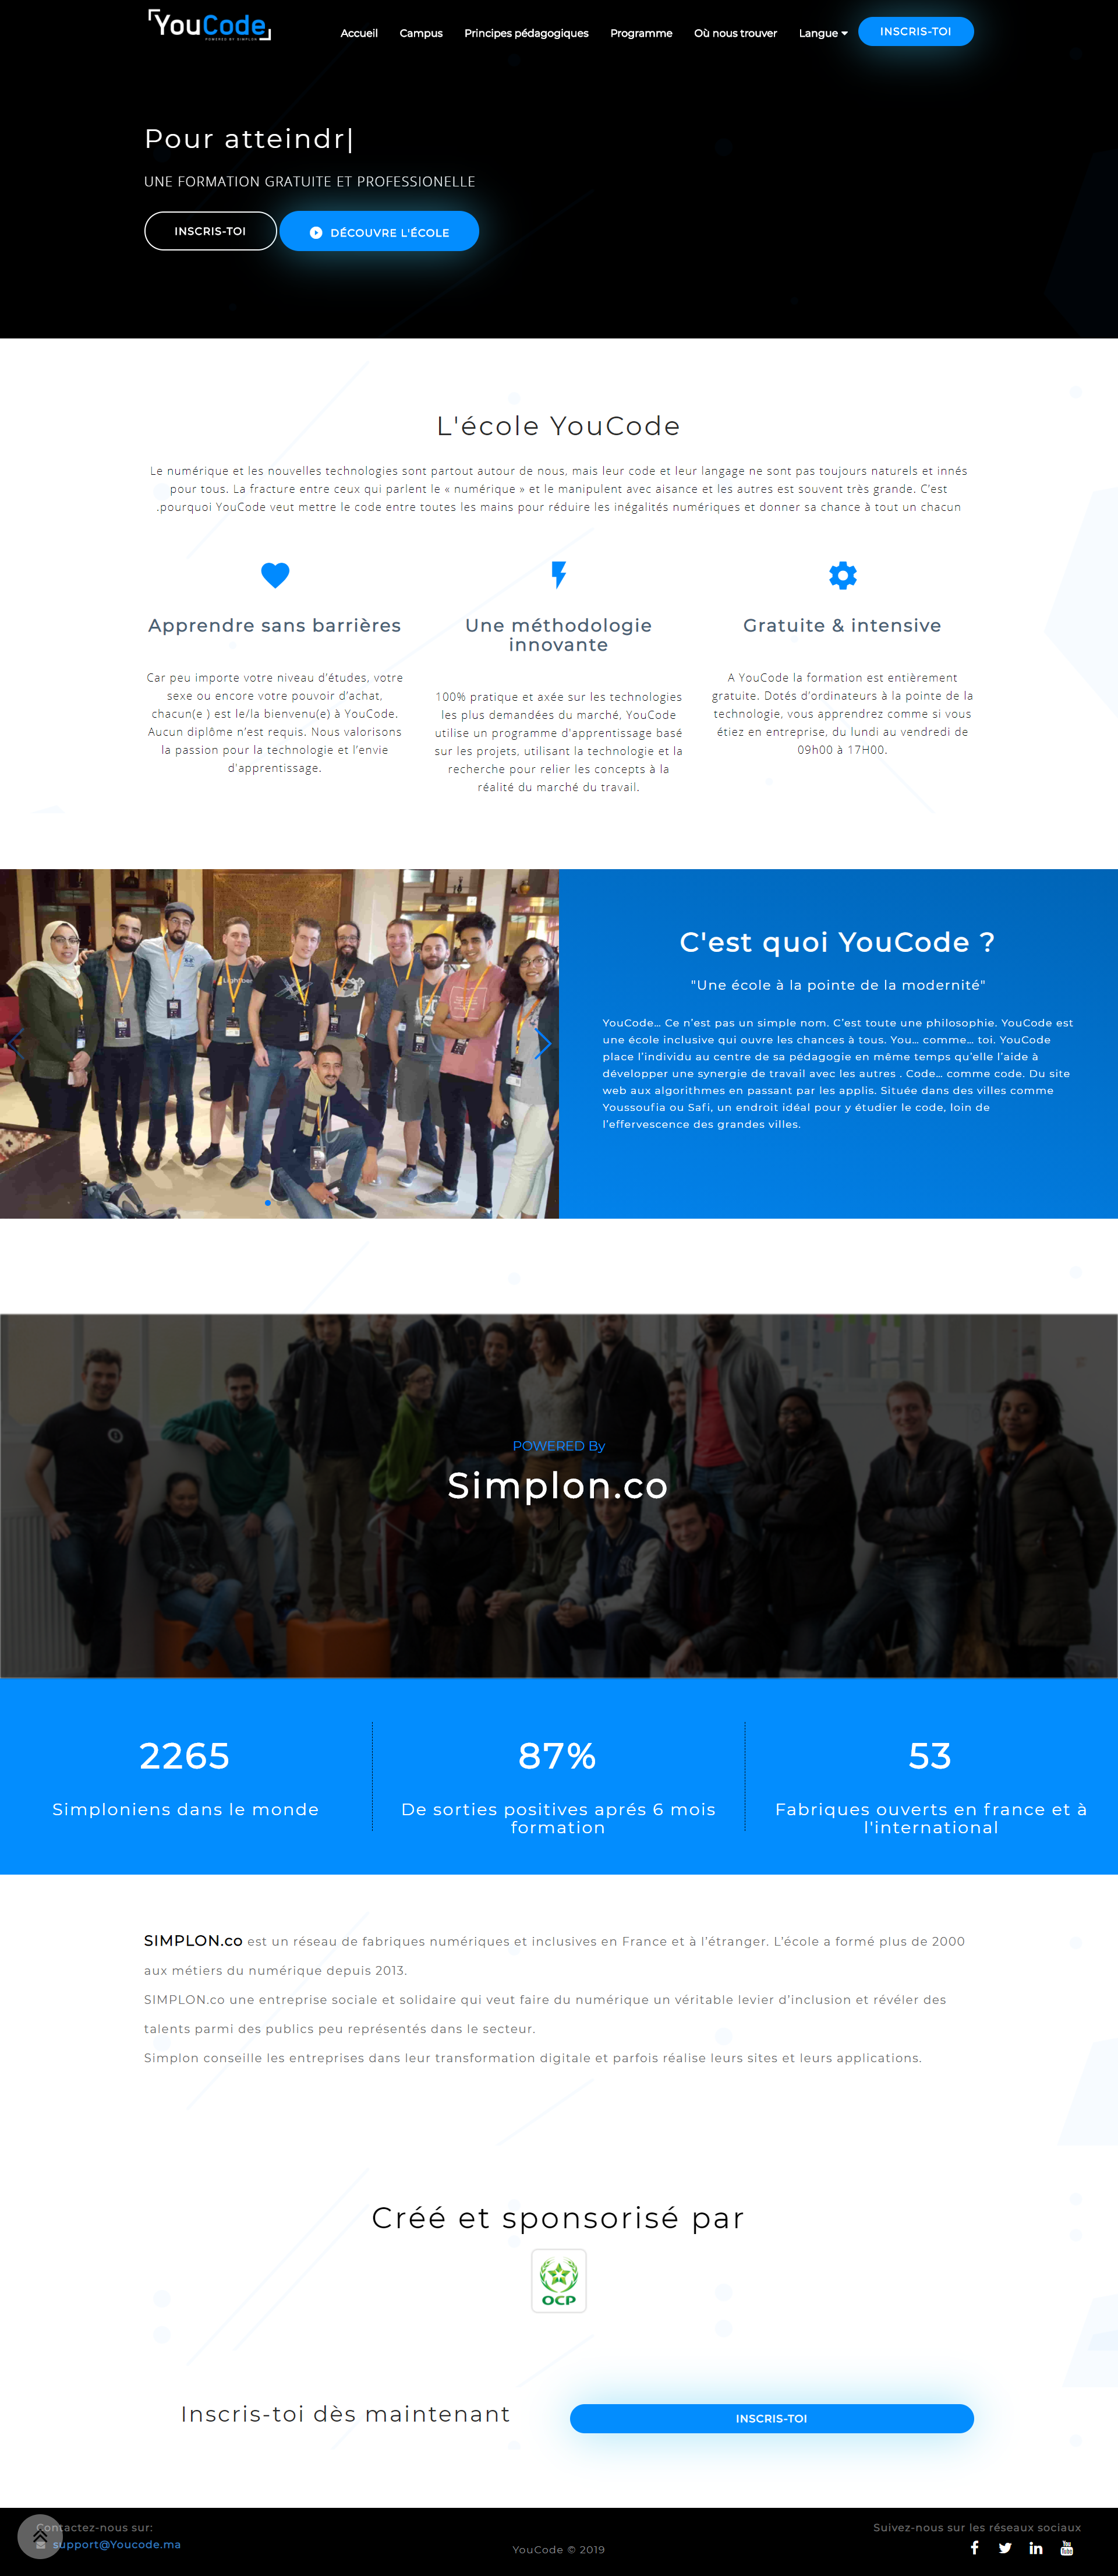 YouCode
POWERED BY SIMPLON
Accueil Campus Principes pédagogiques Programme Où nous trouver Langue INSCRIS-TOI
Pour atteindr|
UNE FORMATION GRATUITE ET PROFESSIONELLE
INSCRIS-TOI DÉCOUVRE L'ÉCOLE
L'école YouCode
Le numérique et les nouvelles technologies sont partout autour de nous, mais leur code et leur langage ne sont pas toujours naturels et innés
pour tous. La fracture entre ceux qui parlent le « numérique » et le manipulent avec aisance et les autres est souvent très grande. C'est
.pourquoi YouCode veut mettre le code entre toutes les mains pour réduire les inégalités numériques et donner sa chance à tout un chacun
Apprendre sans barrières
Car peu importe votre niveau d'études, votre
sexe ou encore votre pouvoir d'achat,
chacun(e ) est le/la bienvenu(e) à YouCode.
Aucun diplôme n'est requis. Nous valorisons
la passion pour la technologie et l'envie
d'apprentissage.
Une méthodologie
innovante
100% pratique et axée sur les technologies
les plus demandées du marché, YouCode
utilise un programme d'apprentissage basé
sur les projets, utilisant la technologie et la
recherche pour relier les concepts à la
réalité du marché du travail.
Gratuite & intensive
A YouCode la formation est entièrement
gratuite. Dotés d'ordinateurs à la pointe de la
technologie, vous apprendrez comme si vous
étiez en entreprise, du lundi au vendredi de
09h00 à 17H00.
C'est quoi YouCode ?
"Une école à la pointe de la modernité"
YouCode... Ce n'est pas un simple nom. C'est toute une philosophie. YouCode est
une école inclusive qui ouvre les chances à tous. You... comme... toi. YouCode
place l'individu au centre de sa pédagogie en même temps qu'elle l'aide à
développer une synergie de travail avec les autres . Code... comme code. Du site
web aux algorithmes en passant par les applis. Située dans des villes comme
Youssoufia ou Safi, un endroit idéal pour y étudier le code, loin de
l'effervescence des grandes villes.
POWERED By
Simplon.co
2265
Simploniens dans le monde
87%
De sorties positives aprés 6 mois
formation
53
Fabriques ouverts en france et à
l'international
SIMPLON.co est un réseau de fabriques numériques et inclusives en France et à l'étranger. L'école a formé plus de 2000
aux métiers du numérique depuis 2013.
SIMPLON.co une entreprise sociale et solidaire qui veut faire du numérique un véritable levier d'inclusion et révéler des
talents parmi des publics peu représentés dans le secteur.
Simplon conseille les entreprises dans leur transformation digitale et parfois réalise leurs sites et leurs applications.
Créé et sponsorisé par
OCP
Inscris-toi dès maintenant INSCRIS-TOI
Contactez-nous sur:
support@Youcode.ma
YouCode © 2019
Suivez-nous sur les réseaux sociaux